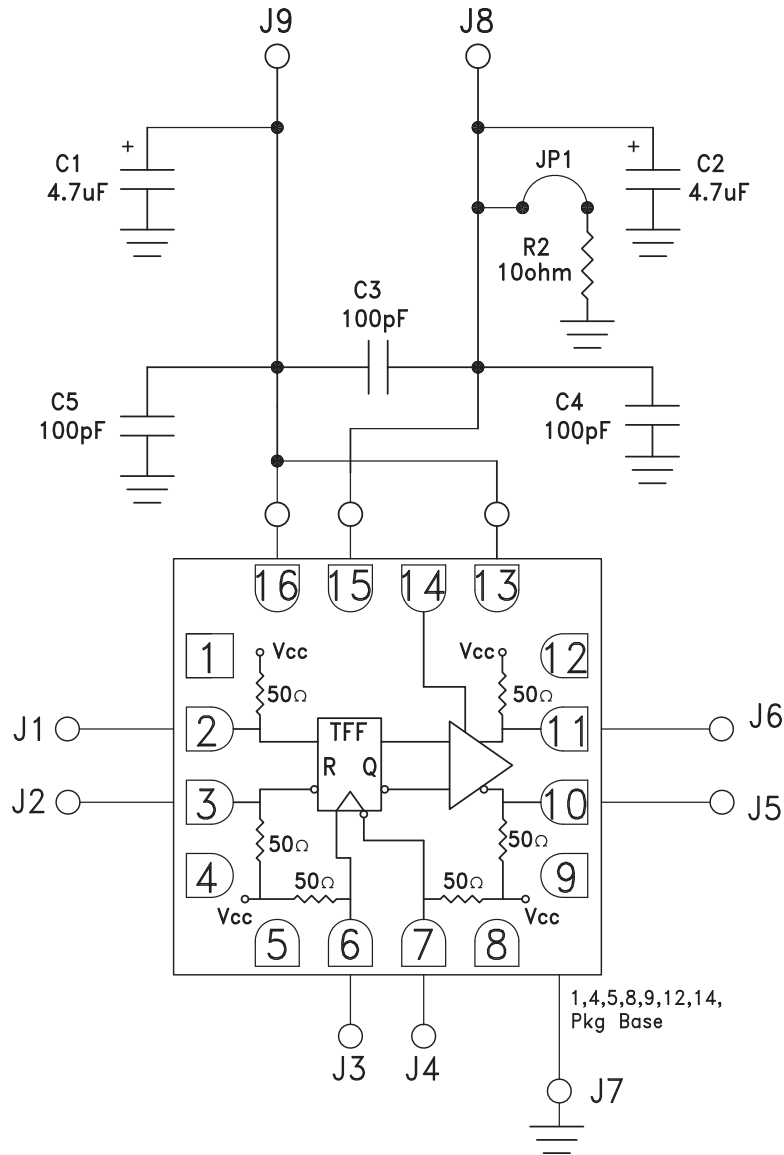 J9
J8
+
C1
4.7uF
JP1
+
C2
4.7uF
R2
10ohm
C3
100pF
C5
100pF
C4
100pF
16
15
14
13
1
Vcc
50Ω
Vcc
50Ω
12
J1
2
TFF
R
Q
11
J6
J2
3
10
J5
50Ω
50Ω
4
50Ω
50Ω
9
Vcc
Vcc
5
6
7
8
1,4,5,8,9,12,14,
Pkg Base
J3
J4
J7